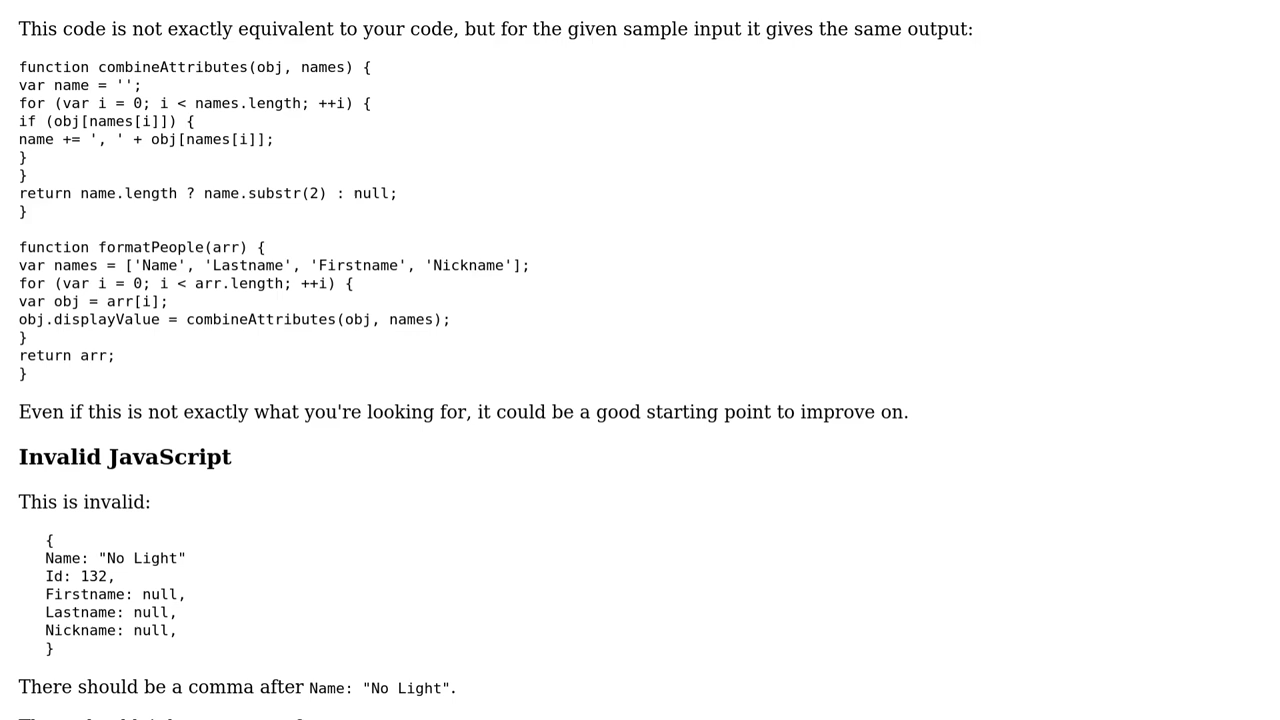 This code is not exactly equivalent to your code, but for the given sample input it gives the same output:
function combineAttributes(obj, names) {
var name = '';
for (var i = 0; i < names.length; ++i) {
if (obj[names[i]]) {
name += ', ' + obj[names[i]];
}
}
return name.length ? name.substr(2) : null;
}
function formatPeople(arr) {
var names = ['Name', 'Lastname', 'Firstname', 'Nickname'];
for (var i = 0; i < arr.length; ++i) {
var obj = arr[i];
obj.displayValue = combineAttributes(obj, names);
}
return arr;
}
Even if this is not exactly what you're looking for, it could be a good starting point to improve on.
Invalid JavaScript
This is invalid:
{
Name: "No Light"
Id: 132,
Firstname: null,
Lastname: null,
Nickname: null,
}
There should be a comma after Name: "No Light".